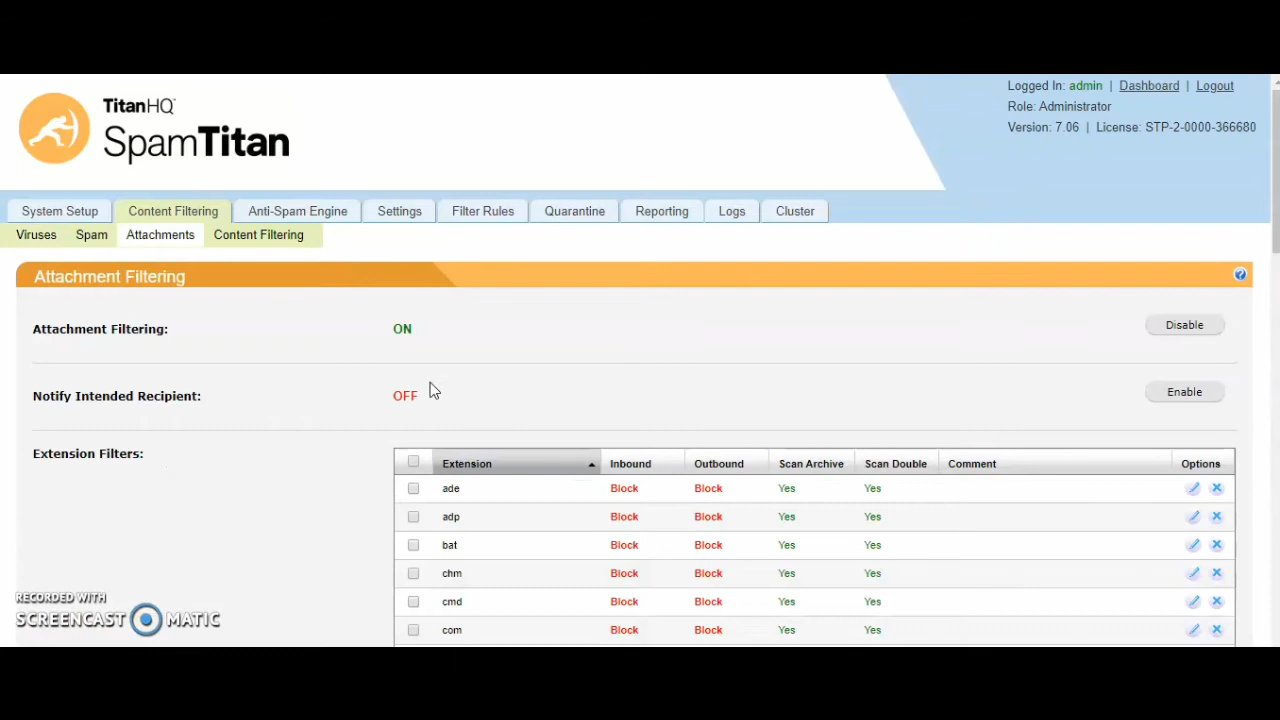 TitanHQ
SpamTitan
Logged In: admin | Dashboard | Logout
Role: Administrator
Version: 7.06 | License: STP-2-0000-366680
System Setup Content Filtering Anti-Spam Engine Settings Filter Rules Quarantine Reporting Logs Cluster
Viruses Spam Attachments Content Filtering
Attachment Filtering
?
Attachment Filtering: ON Disable
Notify Intended Recipient: OFF Enable
Extension Filters:
Extension Inbound Outbound Scan Archive Scan Double Comment Options
ade Block Block Yes Yes
adp Block Block Yes Yes
bat Block Block Yes Yes
chm Block Block Yes Yes
cmd Block Block Yes Yes
com Block Block Yes Yes
RECORDED WITH
SCREENCAST MATIC